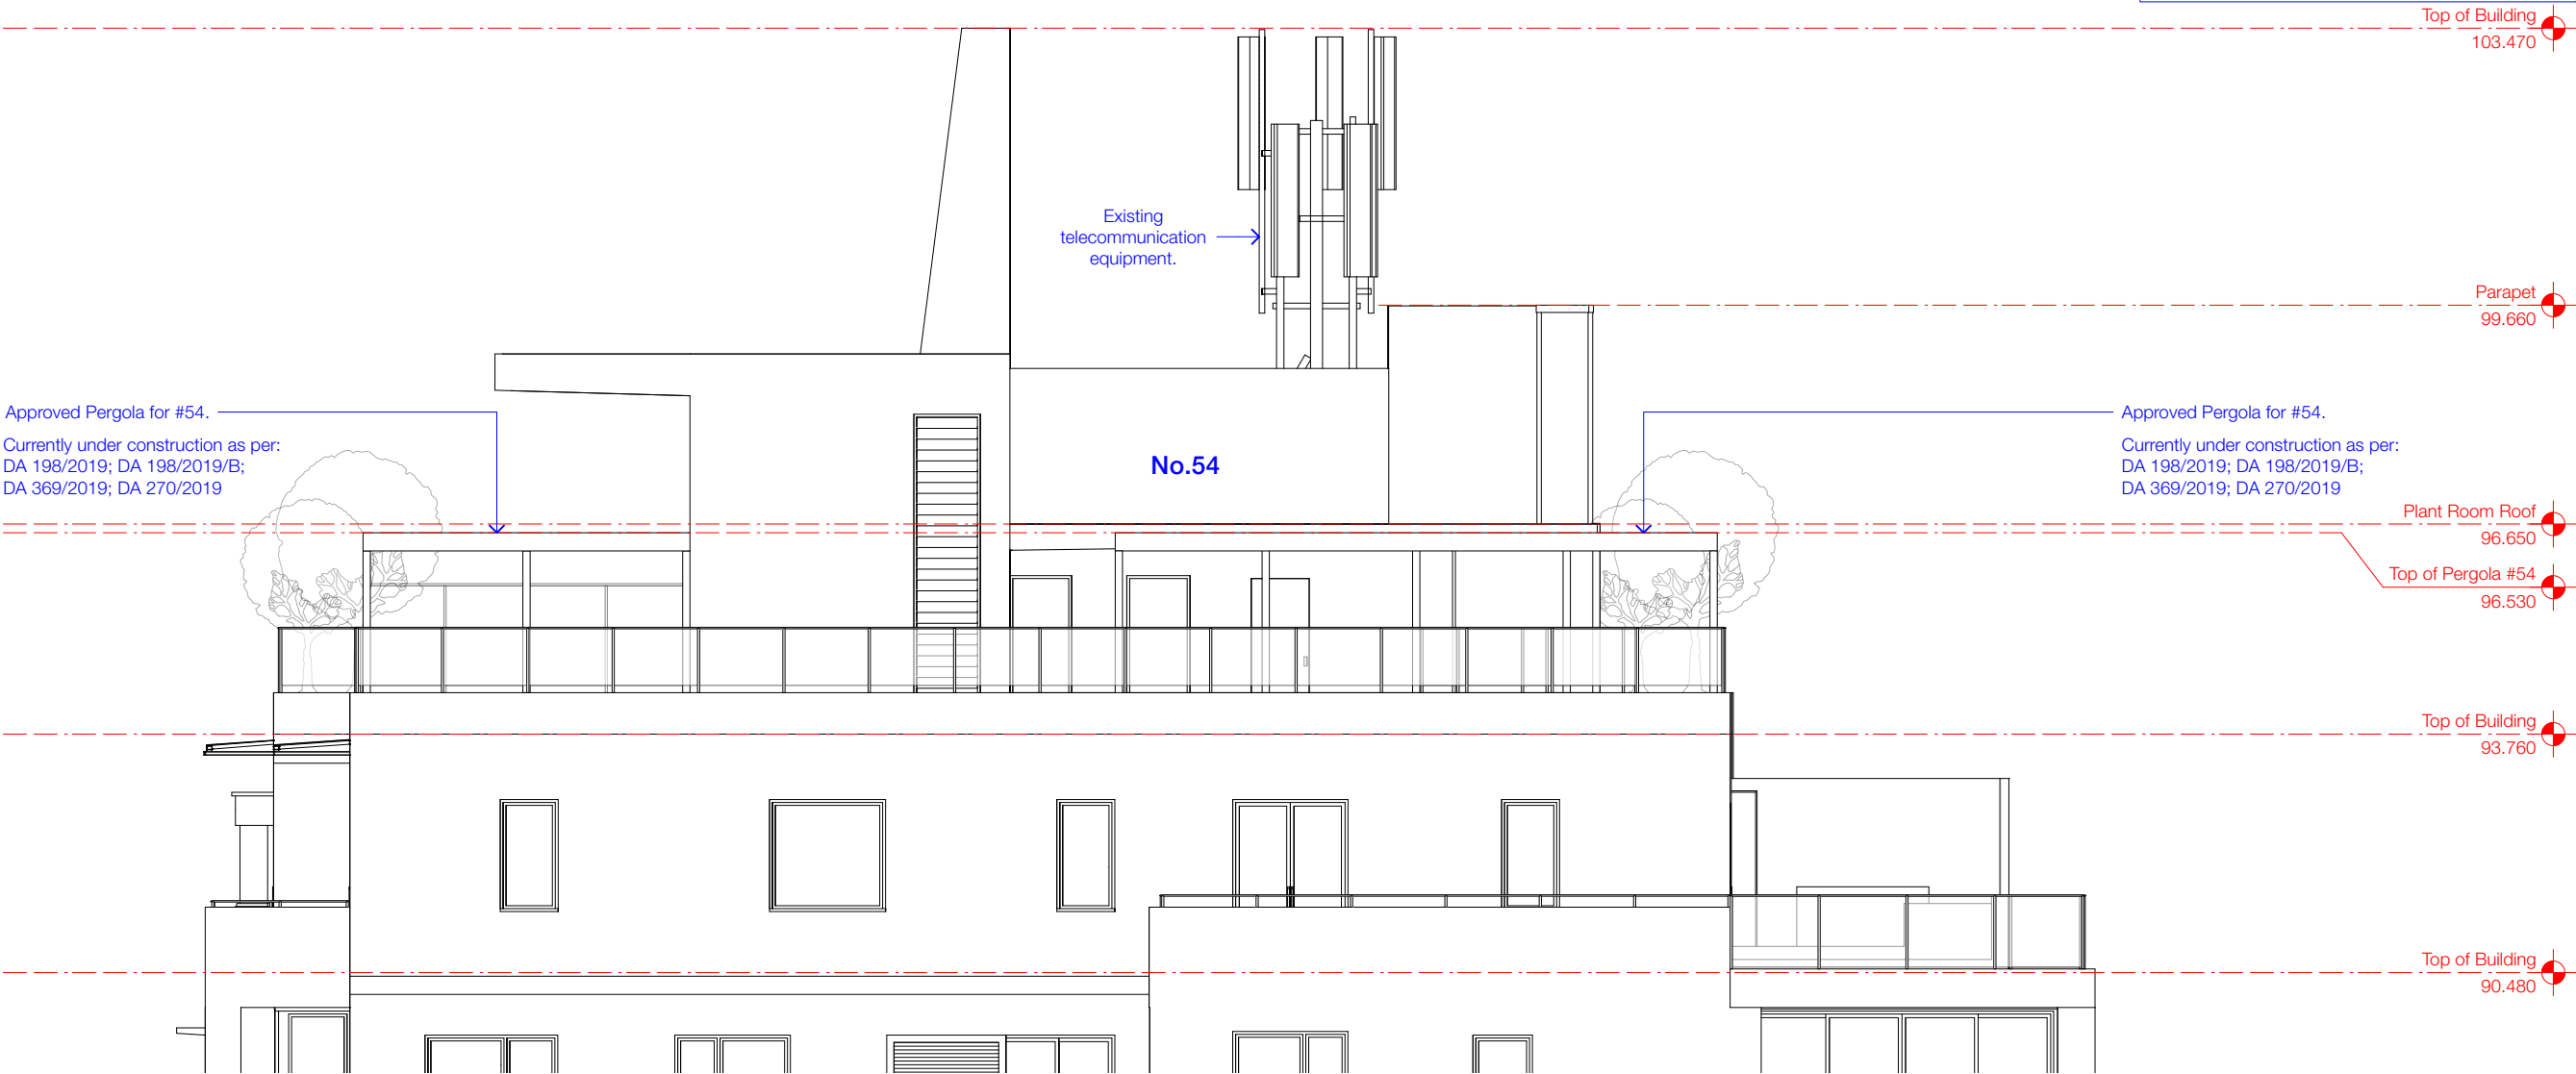 Top of Building
103.470
Existing
telecommunication
equipment.
Parapet
99.660
Approved Pergola for #54.
Currently under construction as per:
DA 198/2019; DA 198/2019/B;
DA 369/2019; DA 270/2019
No.54
Approved Pergola for #54.
Currently under construction as per:
DA 198/2019; DA 198/2019/B;
DA 369/2019; DA 270/2019
Plant Room Roof
96.650
Top of Pergola #54
96.530
Top of Building
93.760
Top of Building
90.480